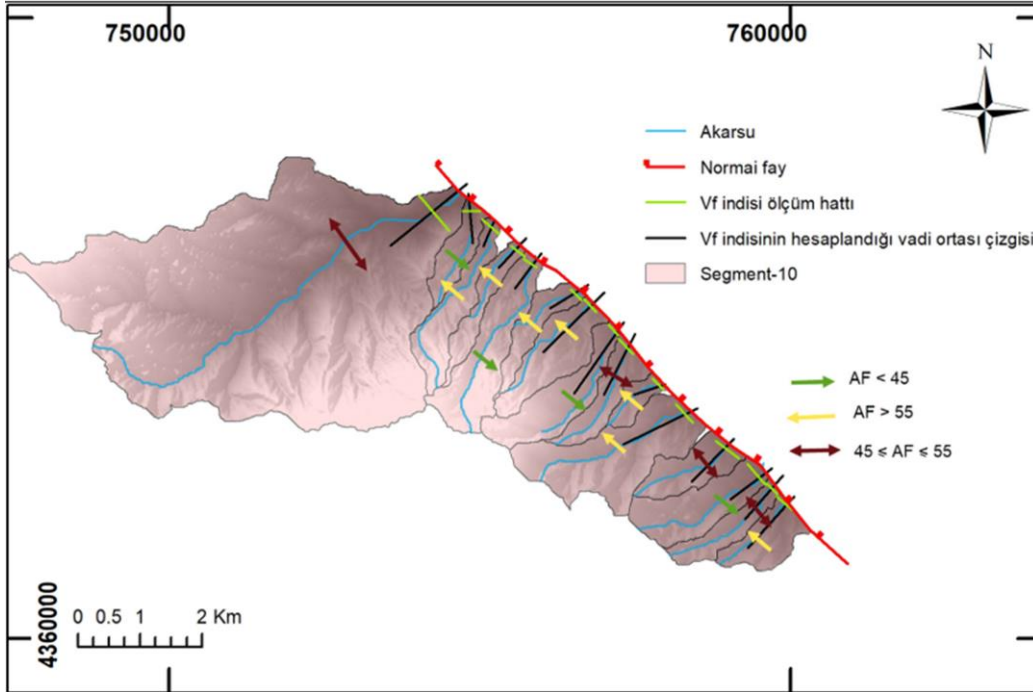 750000
760000
N
Akarsu
Normai fay
Vf indisi ölçüm hattı
Vf indisinin hesaplandığı vadi ortası çizgisi
Segment-10
AF < 45
AF > 55
45 ≤ AF ≤ 55
4360000
0 0.5 1 2 Km